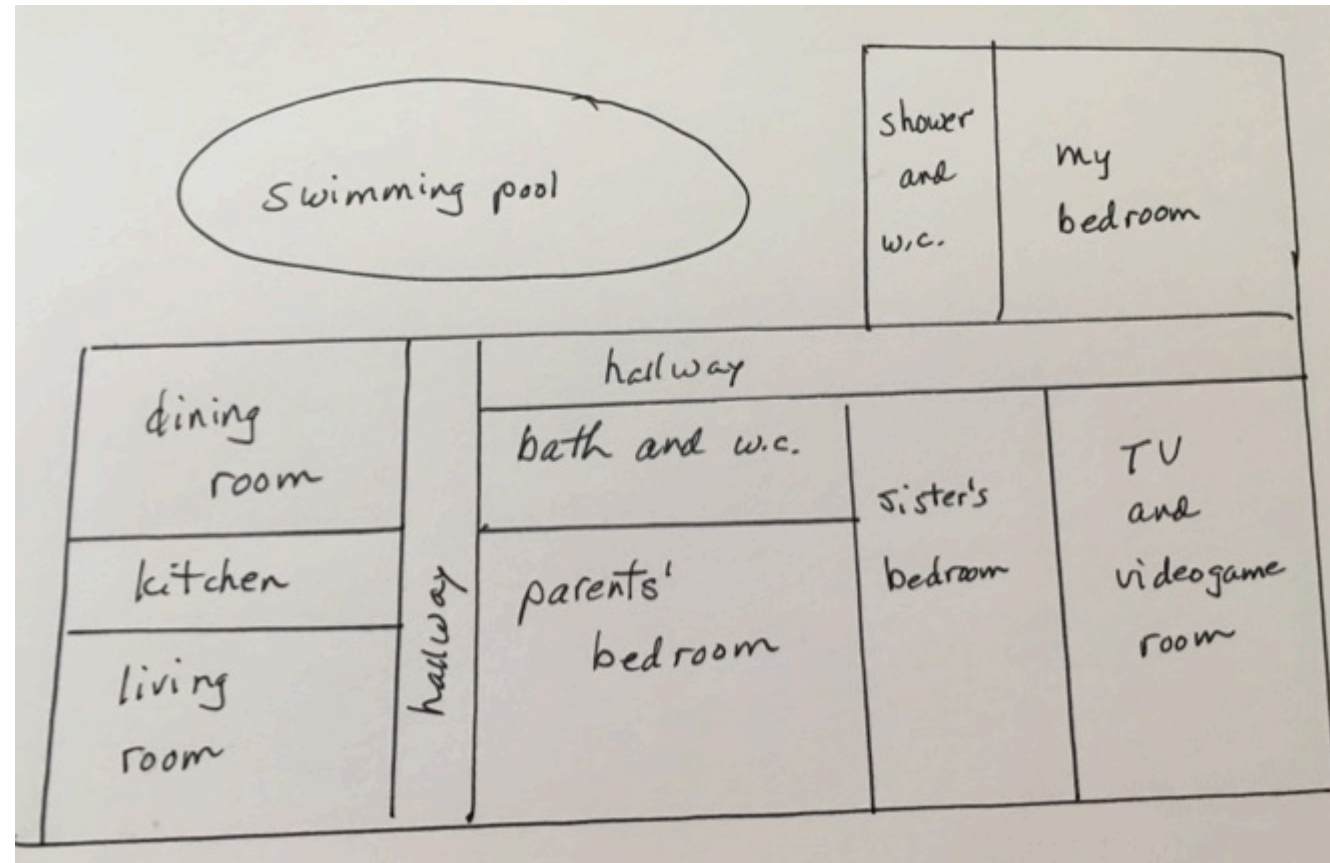 swimming pool
shower
and
w.c.
my
bedroom
dining
room
kitchen
living
room
hallway
hallway
bath and w.c.
parents'
bedroom
sister's
bedroom
TV
and
videogame
room